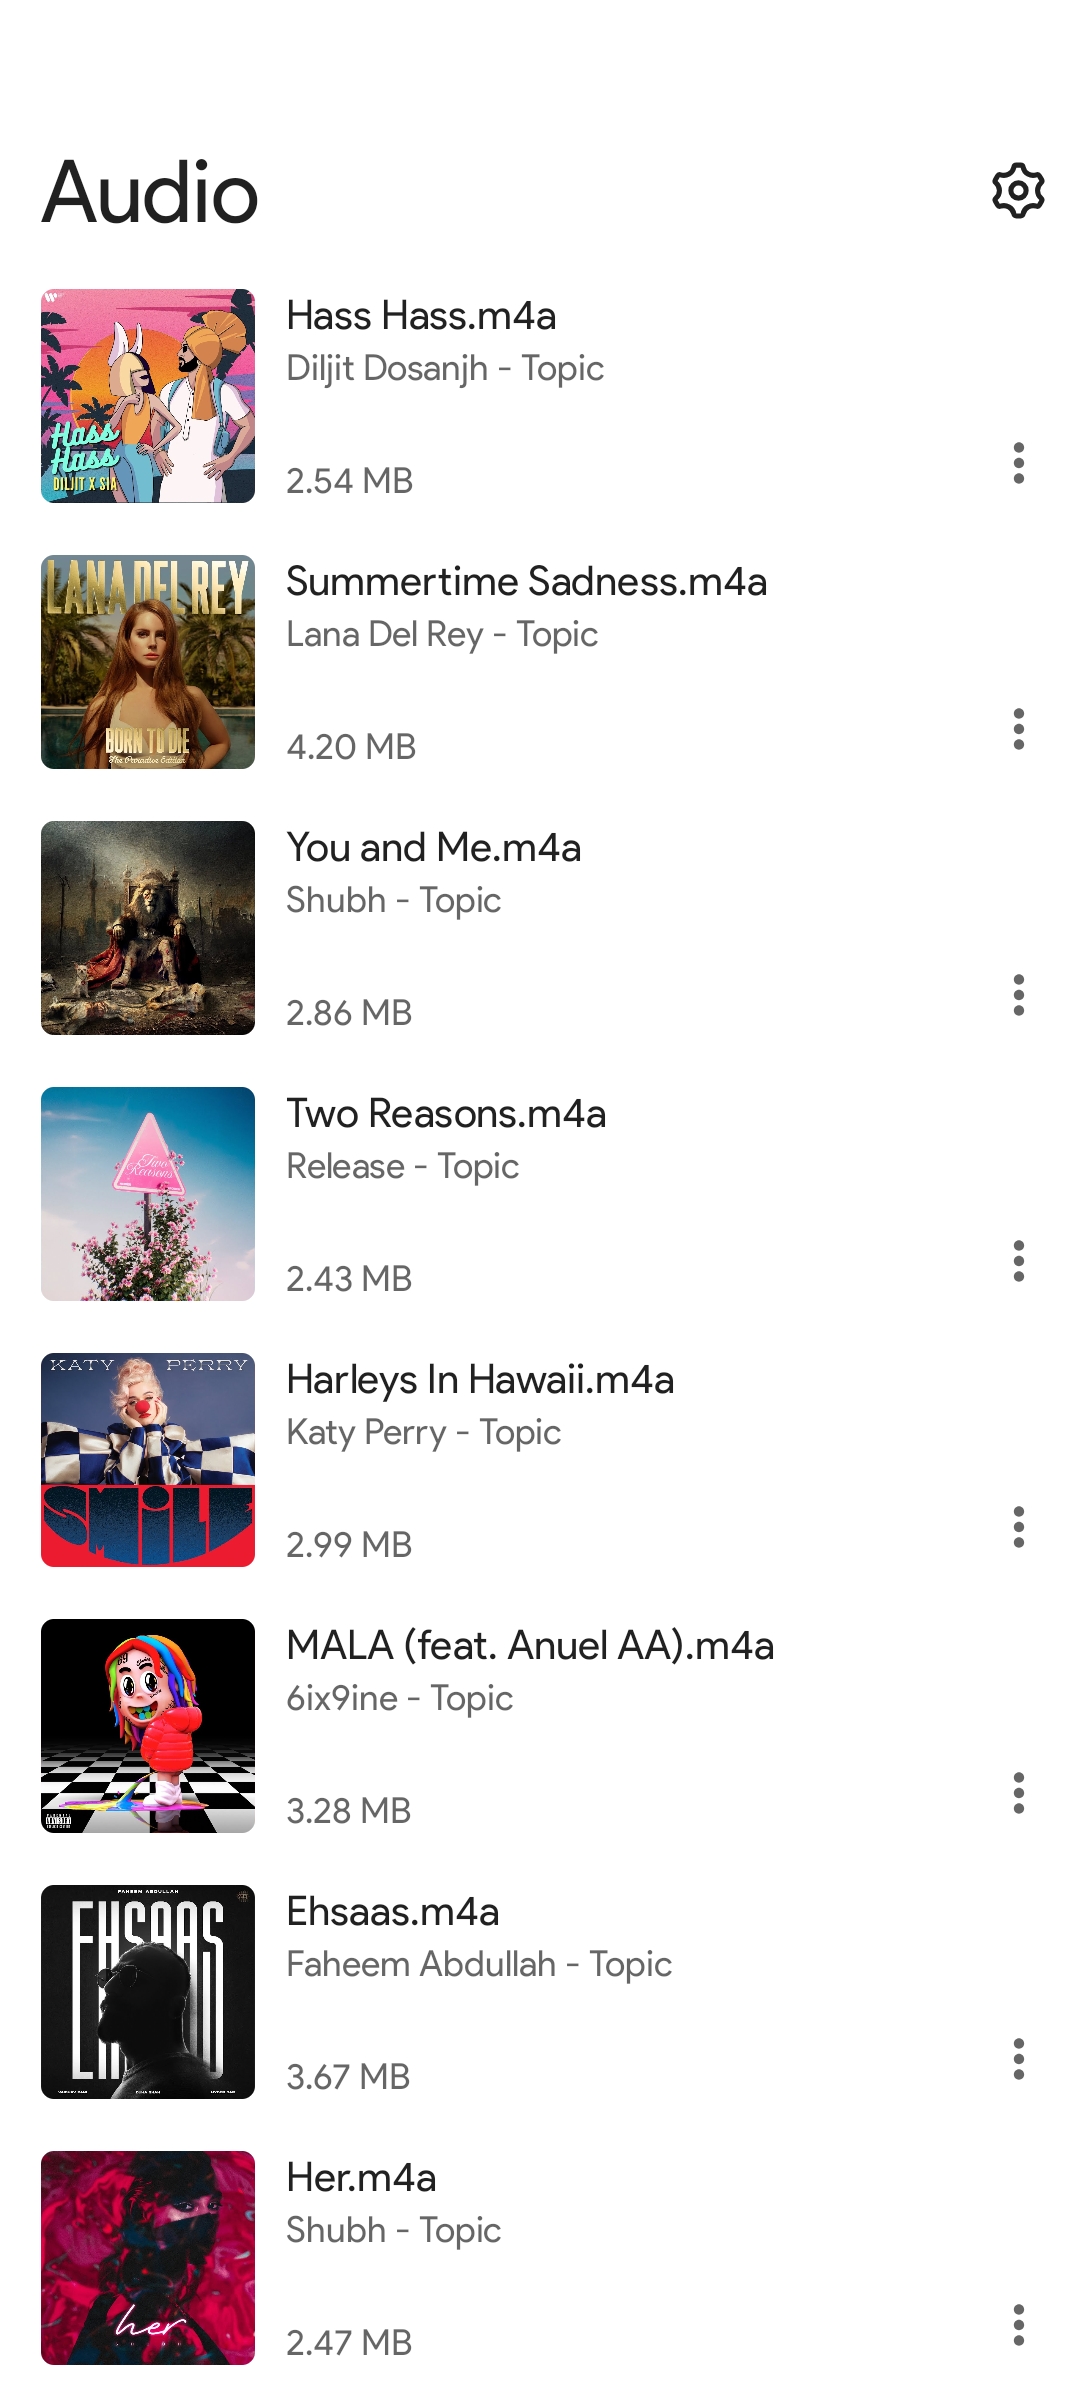 Audio
Hass
Hass
DILJIT X SIA
Hass Hass.m4a
Diljit Dosanjh - Topic
2.54 MB
LANA DEL REY
BORN TO DIE
The Paradise Edition
Summertime Sadness.m4a
Lana Del Rey - Topic
4.20 MB
You and Me.m4a
Shubh - Topic
2.86 MB
Two
Reasons
Two Reasons.m4a
Release - Topic
2.43 MB
KATY PERRY
SMILE
Harleys In Hawaii.m4a
Katy Perry - Topic
2.99 MB
69
MALA (feat. Anuel AA).m4a
6ix9ine - Topic
3.28 MB
FAHEEM ABDULLAH
EHSAAS
Ehsaas.m4a
Faheem Abdullah - Topic
3.67 MB
her
Her.m4a
Shubh - Topic
2.47 MB